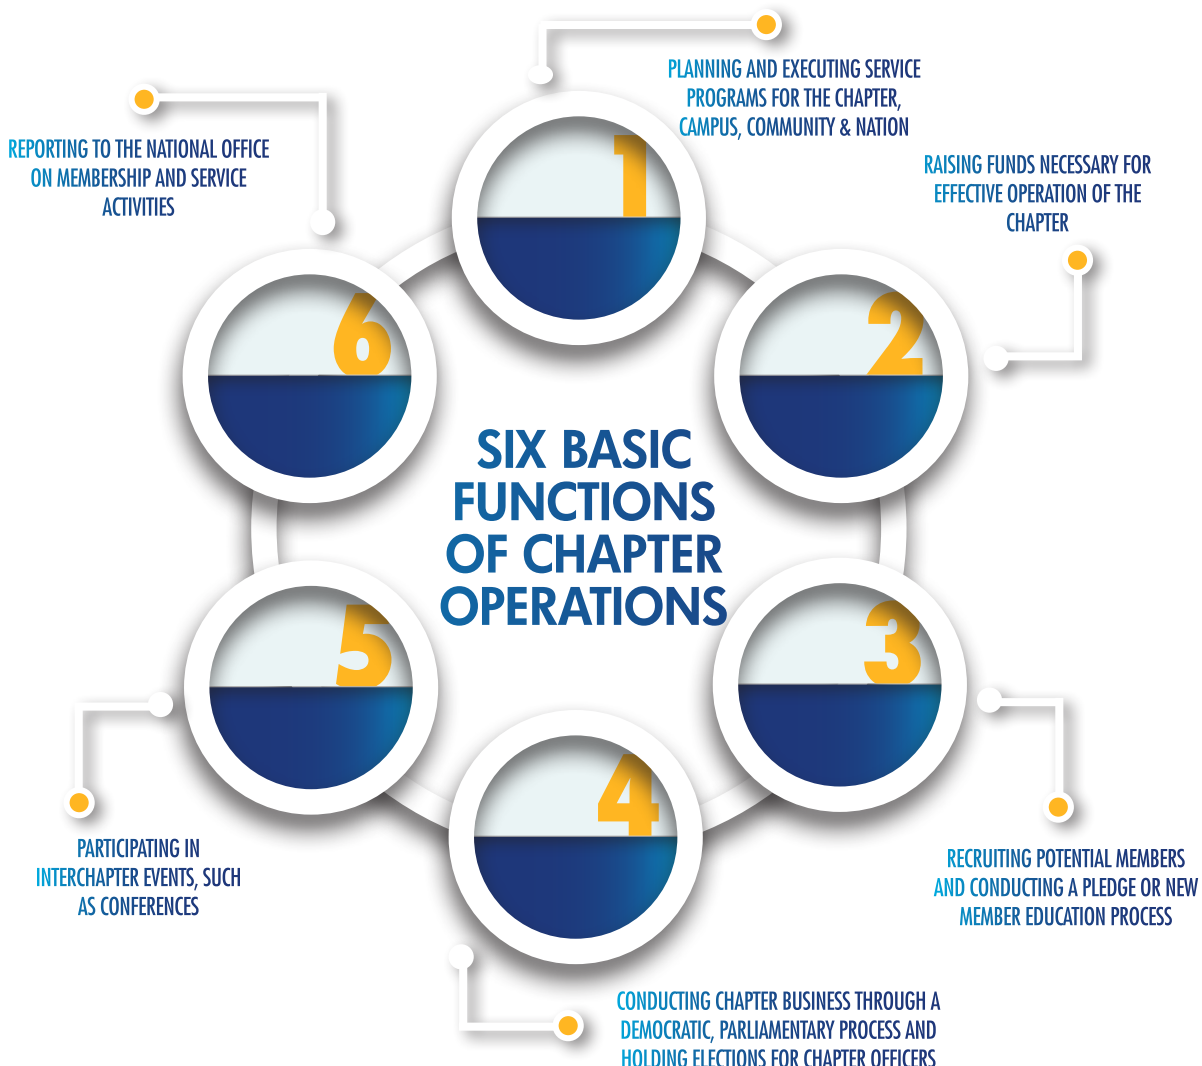 SIX BASIC
FUNCTIONS
OF CHAPTER
OPERATIONS
1
PLANNING AND EXECUTING SERVICE
PROGRAMS FOR THE CHAPTER,
CAMPUS, COMMUNITY & NATION
2
RAISING FUNDS NECESSARY FOR
EFFECTIVE OPERATION OF THE
CHAPTER
3
RECRUITING POTENTIAL MEMBERS
AND CONDUCTING A PLEDGE OR NEW
MEMBER EDUCATION PROCESS
4
CONDUCTING CHAPTER BUSINESS THROUGH A
DEMOCRATIC, PARLIAMENTARY PROCESS AND
HOLDING ELECTIONS FOR CHAPTER OFFICERS
5
PARTICIPATING IN
INTERCHAPTER EVENTS, SUCH
AS CONFERENCES
6
REPORTING TO THE NATIONAL OFFICE
ON MEMBERSHIP AND SERVICE
ACTIVITIES